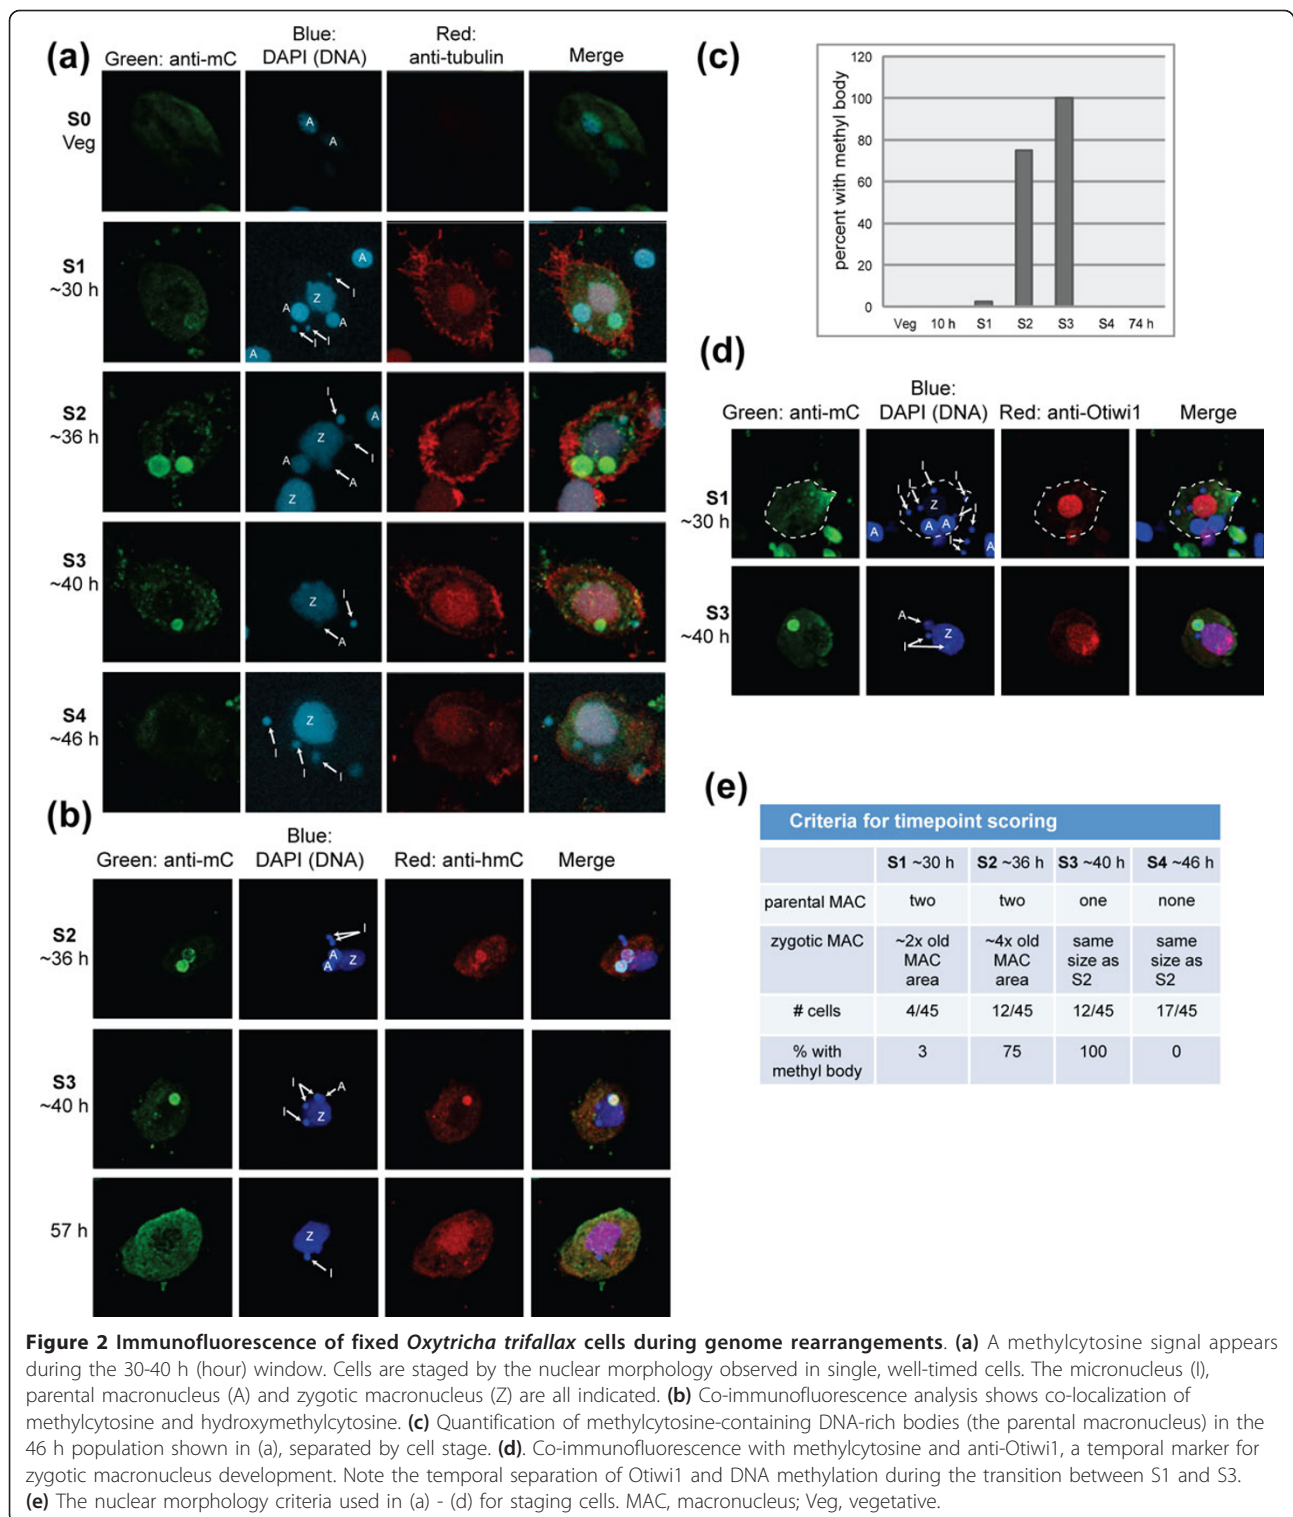 (a)
Green: anti-mC
Blue:
DAPI (DNA)
Red:
anti-tubulin
Merge
S0
Veg
A
A
S1
~30 h
A
I
Z
A
A
I
I
A
S2
~36 h
I
A
Z
I
A
A
Z
S3
~40 h
Z
I
A
S4
~46 h
Z
I
I
I
(b)
Green: anti-mC
Blue:
DAPI (DNA)
Red: anti-hmC
Merge
S2
~36 h
I
A
Z
A
S3
~40 h
I
A
I
Z
57 h
Z
I
(c)
percent with methyl body
120
100
80
60
40
20
0
Veg 10 h S1 S2 S3 S4 74 h
(d)
Green: anti-mC
Blue:
DAPI (DNA)
Red: anti-Otiwi1
Merge
S1
~30 h
I
I
I
I
Z
I
A
A
A
I
A
S3
~40 h
A
Z
I
(e)
Criteria for timepoint scoring
S1 ~30 h S2 ~36 h S3 ~40 h S4 ~46 h
parental MAC two two one none
zygotic MAC ~2x old ~4x old same same
MAC MAC size as size as
area area S2 S2
# cells 4/45 12/45 12/45 17/45
% with 3 75 100 0
methyl body
Figure 2 Immunofluorescence of fixed Oxytricha trifallax cells during genome rearrangements. (a) A methylcytosine signal appears
during the 30-40 h (hour) window. Cells are staged by the nuclear morphology observed in single, well-timed cells. The micronucleus (I),
parental macronucleus (A) and zygotic macronucleus (Z) are all indicated. (b) Co-immunofluorescence analysis shows co-localization of
methylcytosine and hydroxymethylcytosine. (c) Quantification of methylcytosine-containing DNA-rich bodies (the parental macronucleus) in the
46 h population shown in (a), separated by cell stage. (d). Co-immunofluorescence with methylcytosine and anti-Otiwi1, a temporal marker for
zygotic macronucleus development. Note the temporal separation of Otiwi1 and DNA methylation during the transition between S1 and S3.
(e) The nuclear morphology criteria used in (a) - (d) for staging cells. MAC, macronucleus; Veg, vegetative.